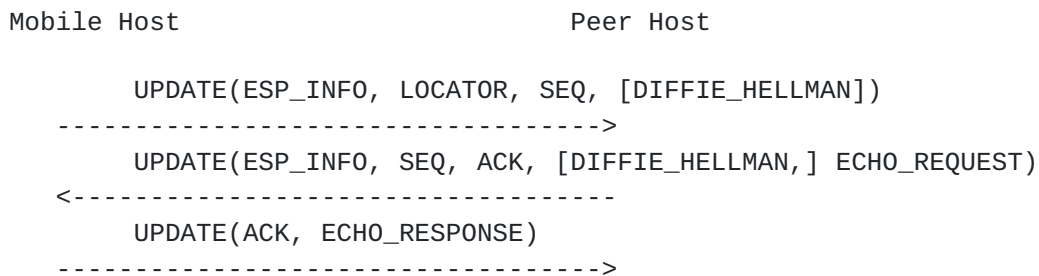 Mobile Host                         Peer Host
UPDATE(ESP_INFO, LOCATOR, SEQ, [DIFFIE_HELLMAN])
----------------------------------->
UPDATE(ESP_INFO, SEQ, ACK, [DIFFIE_HELLMAN,] ECHO_REQUEST)
<-----------------------------------
UPDATE(ACK, ECHO_RESPONSE)
----------------------------------->